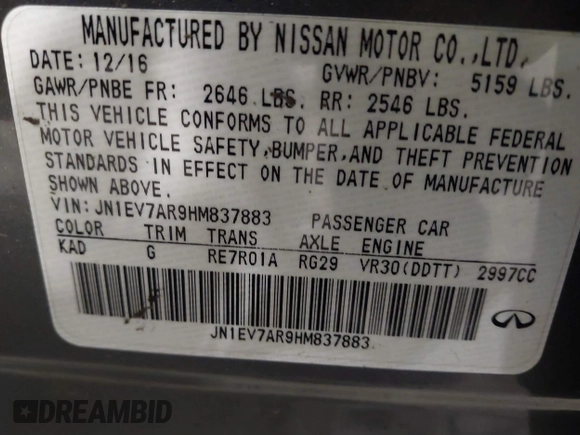 MANUFACTURED BY NISSAN MOTOR CO.,LTD.
DATE: 12/16 GVWR/PNBV: 5159 LBS.
GAWR/PNBE FR: 2646 LBS. RR: 2546 LBS.
THIS VEHICLE CONFORMS TO ALL APPLICABLE FEDERAL
MOTOR VEHICLE SAFETY,BUMPER,AND THEFT PREVENTION
STANDARDS IN EFFECT ON THE DATE OF MANUFACTURE
SHOWN ABOVE.
VIN: JN1EV7AR9HM837883 PASSENGER CAR
COLOR TRIM TRANS AXLE ENGINE
KAD G RE7R01A RG29 VR30(DDTT) 2997CC
JN1EV7AR9HM837883
DREAMBID